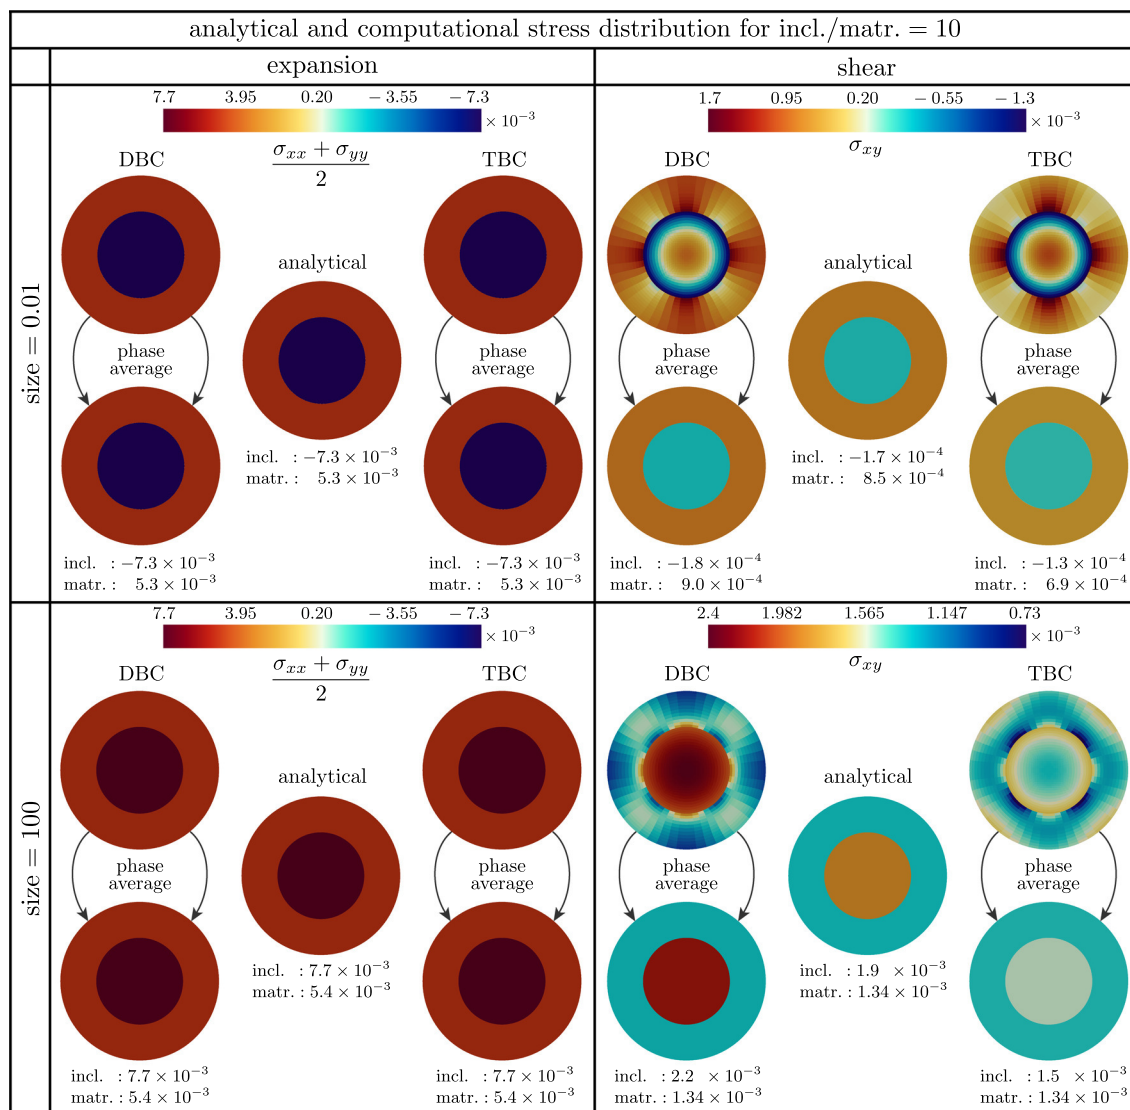 analytical and computational stress distribution for incl./matr. = 10
expansion
shear
size = 0.01
7.7 3.95 0.20 −3.55 −7.3
× 10⁻³
DBC
σxx + σyy
2
TBC
analytical
phase
average
phase
average
incl. : −7.3 × 10⁻³
matr. : 5.3 × 10⁻³
incl. : −7.3 × 10⁻³
matr. : 5.3 × 10⁻³
incl. : −7.3 × 10⁻³
matr. : 5.3 × 10⁻³
1.7 0.95 0.20 −0.55 −1.3
× 10⁻³
DBC
σxy
TBC
analytical
phase
average
phase
average
incl. : −1.7 × 10⁻⁴
matr. : 8.5 × 10⁻⁴
incl. : −1.8 × 10⁻⁴
matr. : 9.0 × 10⁻⁴
incl. : −1.3 × 10⁻⁴
matr. : 6.9 × 10⁻⁴
size = 100
7.7 3.95 0.20 −3.55 −7.3
× 10⁻³
DBC
σxx + σyy
2
TBC
analytical
phase
average
phase
average
incl. : 7.7 × 10⁻³
matr. : 5.4 × 10⁻³
incl. : 7.7 × 10⁻³
matr. : 5.4 × 10⁻³
incl. : 7.7 × 10⁻³
matr. : 5.4 × 10⁻³
2.4 1.982 1.565 1.147 0.73
× 10⁻³
DBC
σxy
TBC
analytical
phase
average
phase
average
incl. : 1.9 × 10⁻³
matr. : 1.34 × 10⁻³
incl. : 2.2 × 10⁻³
matr. : 1.34 × 10⁻³
incl. : 1.5 × 10⁻³
matr. : 1.34 × 10⁻³